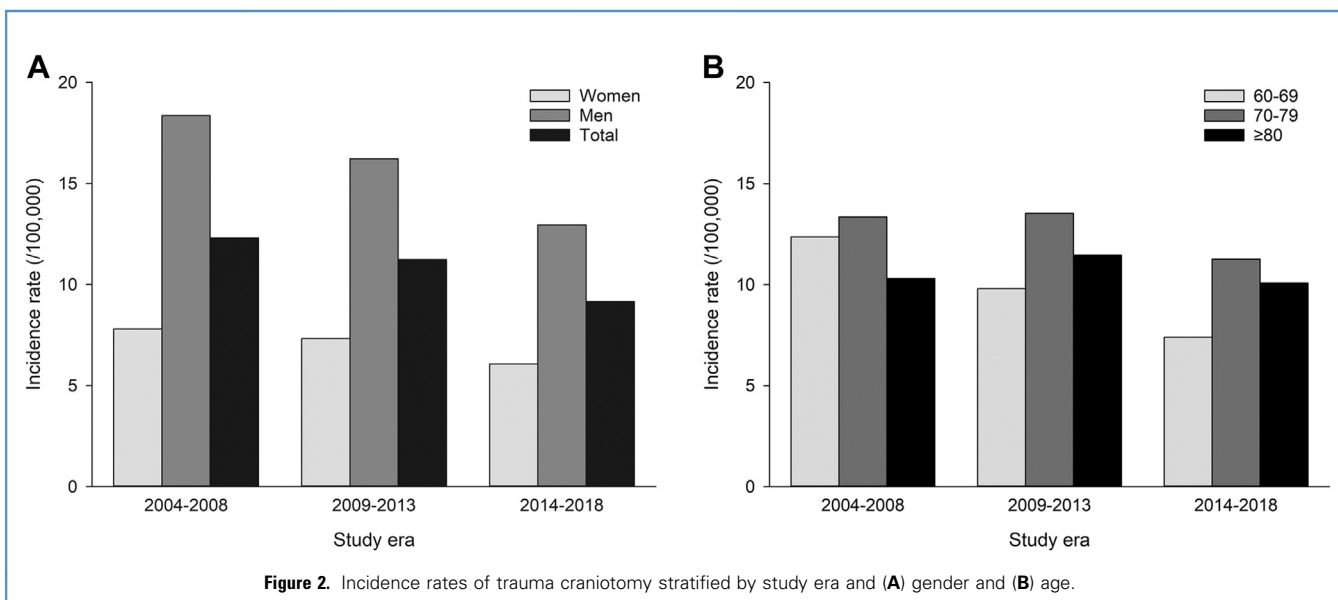 A
20
15
10
5
0
Incidence rate (/100,000)
Women
Men
Total
2004-2008 2009-2013 2014-2018
Study era
B
20
15
10
5
0
Incidence rate (/100,000)
60-69
70-79
≥80
2004-2008 2009-2013 2014-2018
Study era
Figure 2. Incidence rates of trauma craniotomy stratified by study era and (A) gender and (B) age.